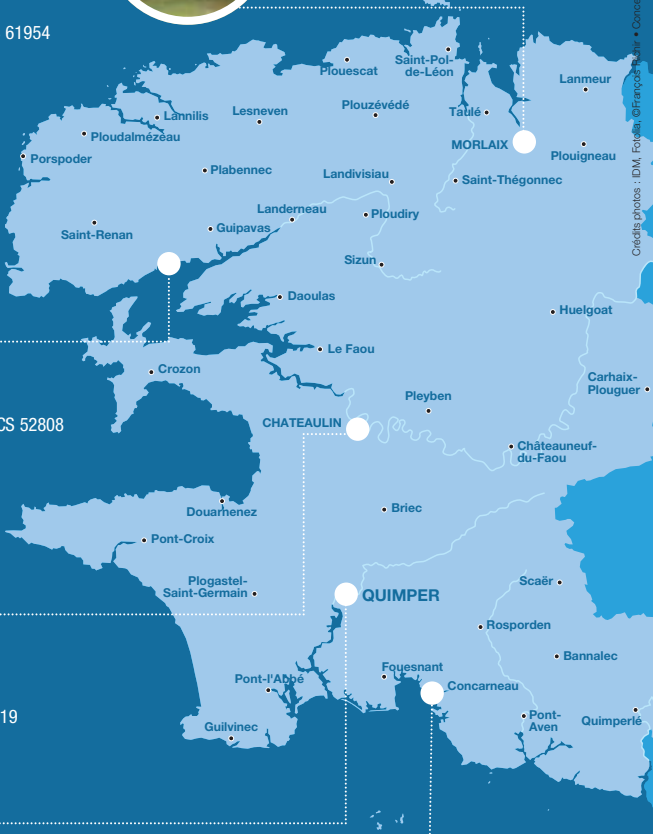 61954
Plouescat
Saint-Pol-
de-Léon
Lanmeur
Lannilis
Lesneven
Plouzévédé
Taulé
Ploudalmézeau
MORLAIX
Plouigneau
Porspoder
Plabennec
Landivisiau
Saint-Thégonnec
Landerneau
Ploudiry
Saint-Renan
Guipavas
Sizun
Daoulas
Huelgoat
Le Faou
Crozon
Carhaix-
Plouguer
Pleyben
CS 52808
CHATEAULIN
Châteauneuf-
du-Faou
Briec
Douarnenez
Pont-Croix
Plogastel-
Saint-Germain
Scaër
QUIMPER
Rosporden
Bannalec
Fouesnant
Pont-l'Abbé
Concarneau
19
Guilvinec
Pont-
Aven
Quimperlé
Crédits photos : IDM, Fotolia, ©François